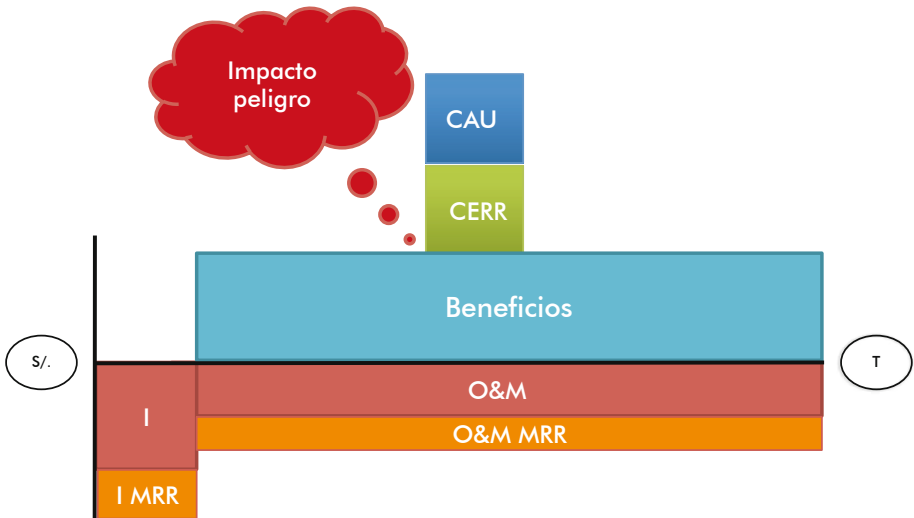 Impacto
peligro
CAU
CERR
Beneficios
S/.
T
O&M
I
O&M MRR
I MRR